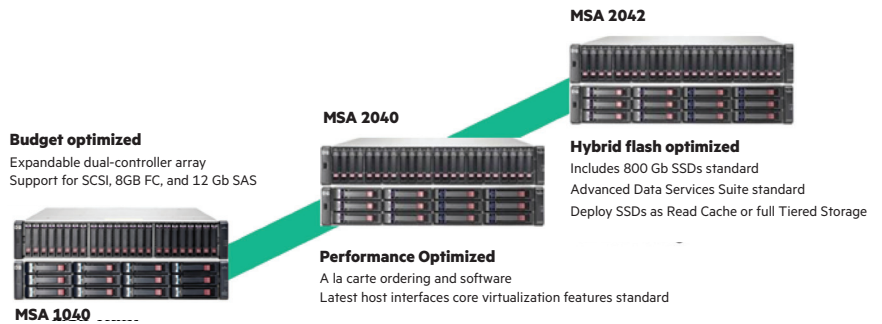 MSA 2042
MSA 2040
Budget optimized
Expandable dual-controller array
Support for SCSI, 8GB FC, and 12 Gb SAS
Hybrid flash optimized
Includes 800 Gb SSDs standard
Advanced Data Services Suite standard
Deploy SSDs as Read Cache or full Tiered Storage
Performance Optimized
A la carte ordering and software
Latest host interfaces core virtualization features standard
MSA 1040